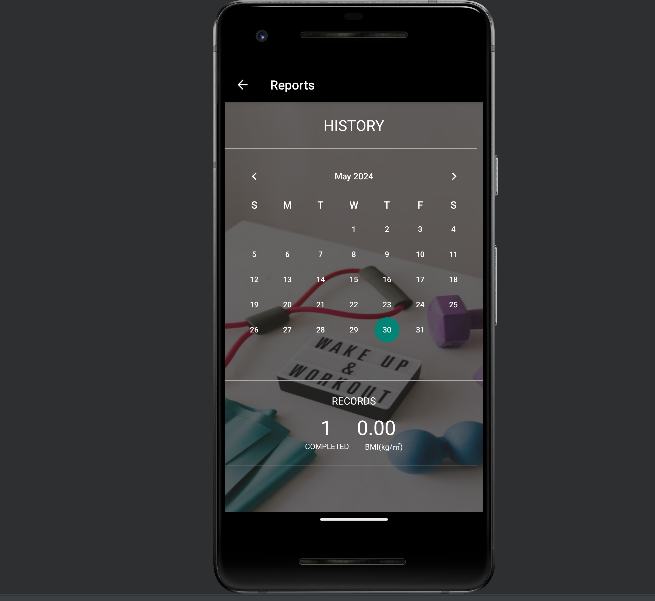 Reports
HISTORY
May 2024
S M T W T F S
1 2 3 4
5 6 7 8 9 10 11
12 13 14 15 16 17 18
19 20 21 22 23 24 25
26 27 28 29 30 31
WAKE UP
&
WORKOUT
RECORDS
1 0.00
COMPLETED BMI(kg/m²)